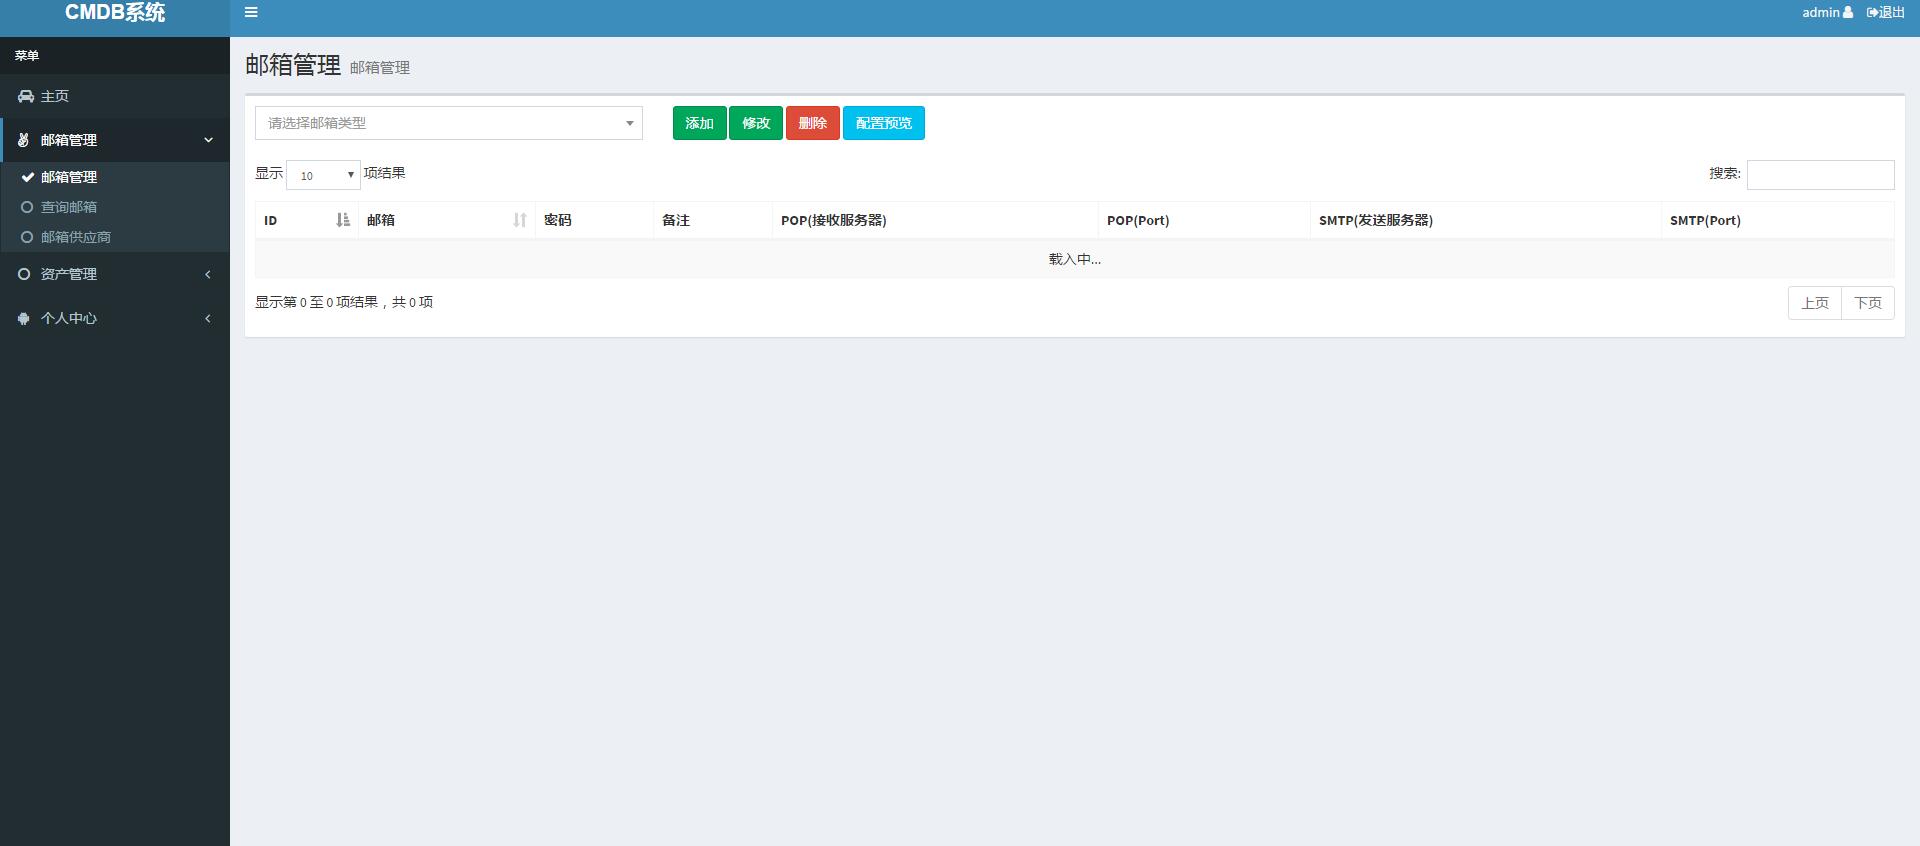 CMDB系统
admin 退出
菜单
主页
邮箱管理
邮箱管理
查询邮箱
邮箱供应商
资产管理
个人中心
邮箱管理 邮箱管理
请选择邮箱类型 添加 修改 删除 配置预览
显示 10 项结果 搜索:
ID 邮箱 密码 备注 POP(接收服务器) POP(Port) SMTP(发送服务器) SMTP(Port)
载入中...
显示第 0 至 0 项结果，共 0 项 上页 下页